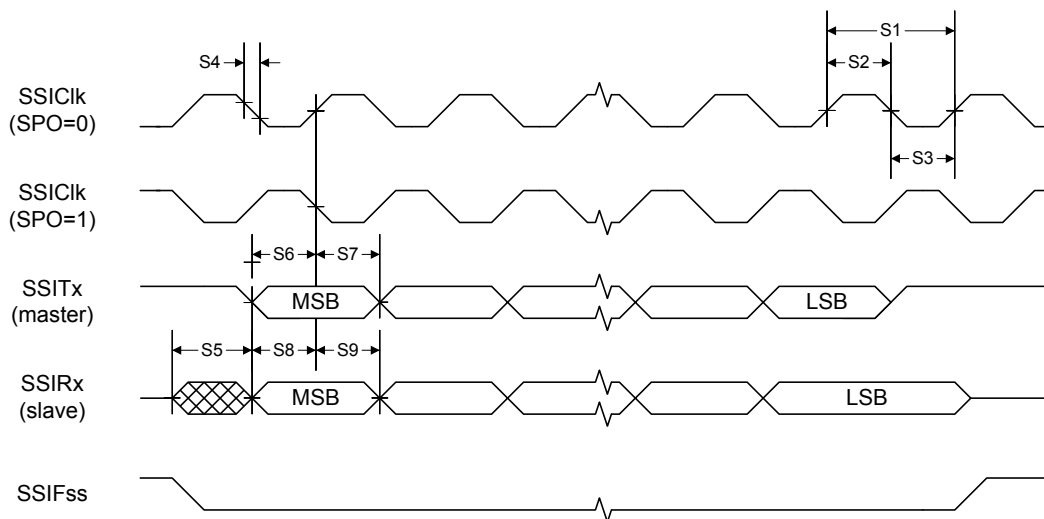 S1
S4
S2
SSIClk
(SPO=0)
S3
SSIClk
(SPO=1)
S6 S7
SSITx
(master)
MSB LSB
S5 S8 S9
SSIRx
(slave)
MSB LSB
SSIFss